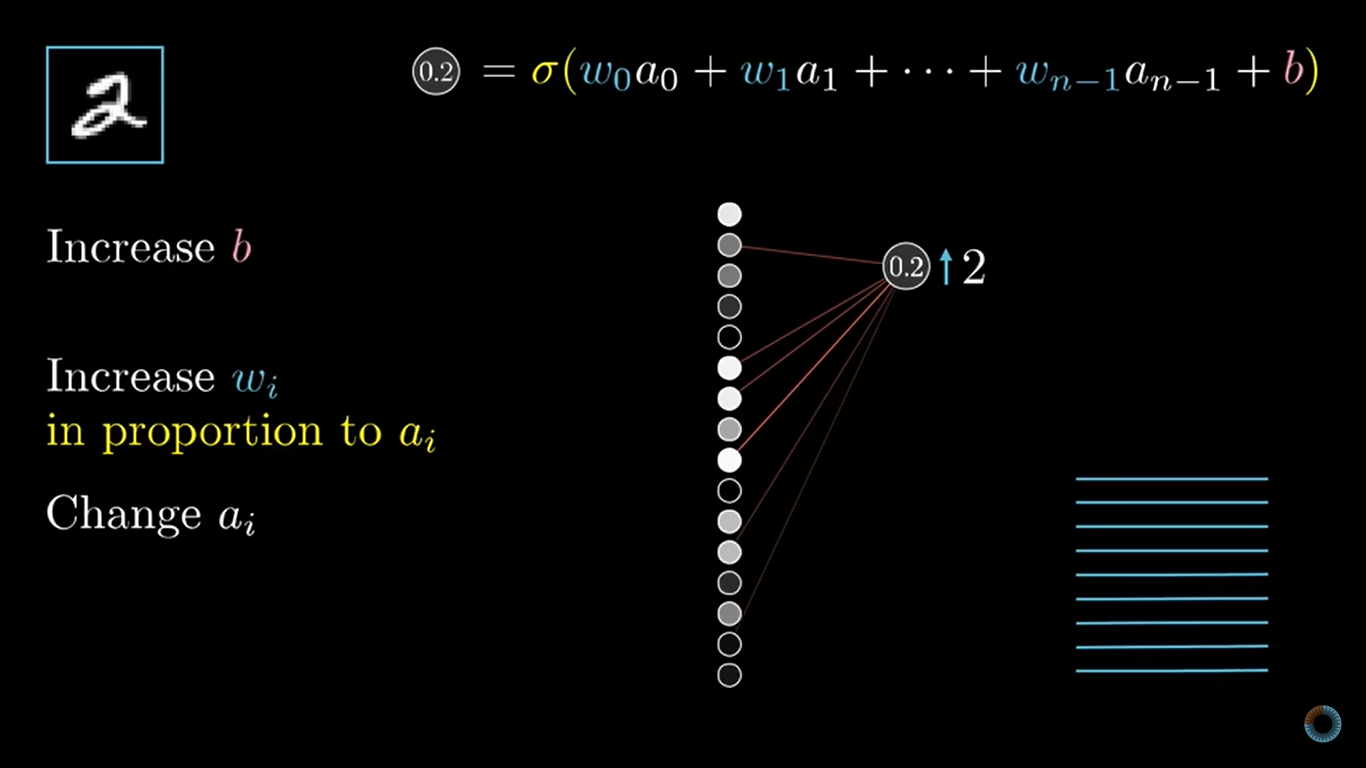 2
0.2 = σ(w₀a₀ + w₁a₁ + ⋯ + wₙ₋₁aₙ₋₁ + b)
Increase b
0.2 ↑ 2
Increase wᵢ
in proportion to aᵢ
Change aᵢ